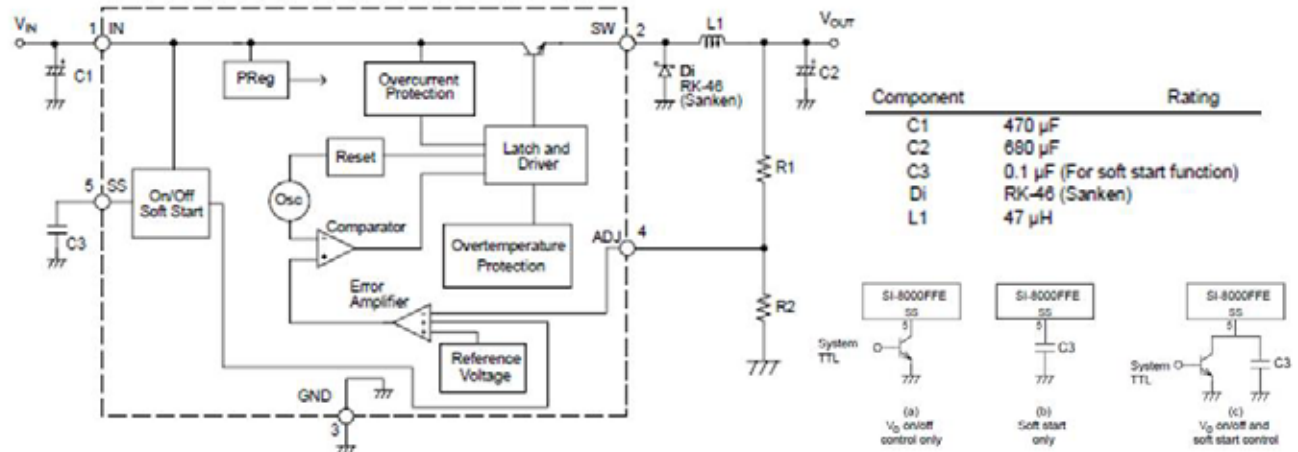 V_IN
1
IN
SW
2
L1
V_OUT
C1
PReg
Overcurrent
Protection
Di
RK-46
(Sanken)
C2
Reset
Latch and
Driver
R1
5
SS
On/Off
Soft Start
Osc
C3
Comparator
Overtemperature
Protection
ADJ
4
Error
Amplifier
R2
Reference
Voltage
GND
3
Component Rating
C1 470 µF
C2 680 µF
C3 0.1 µF (For soft start function)
Di RK-46 (Sanken)
L1 47 µH
SI-8000FFE
SS
5
System
TTL
(a)
V_O on/off
control only
SI-8000FFE
SS
5
C3
(b)
Soft start
only
SI-8000FFE
SS
5
System
TTL
C3
(c)
V_O on/off and
soft start control